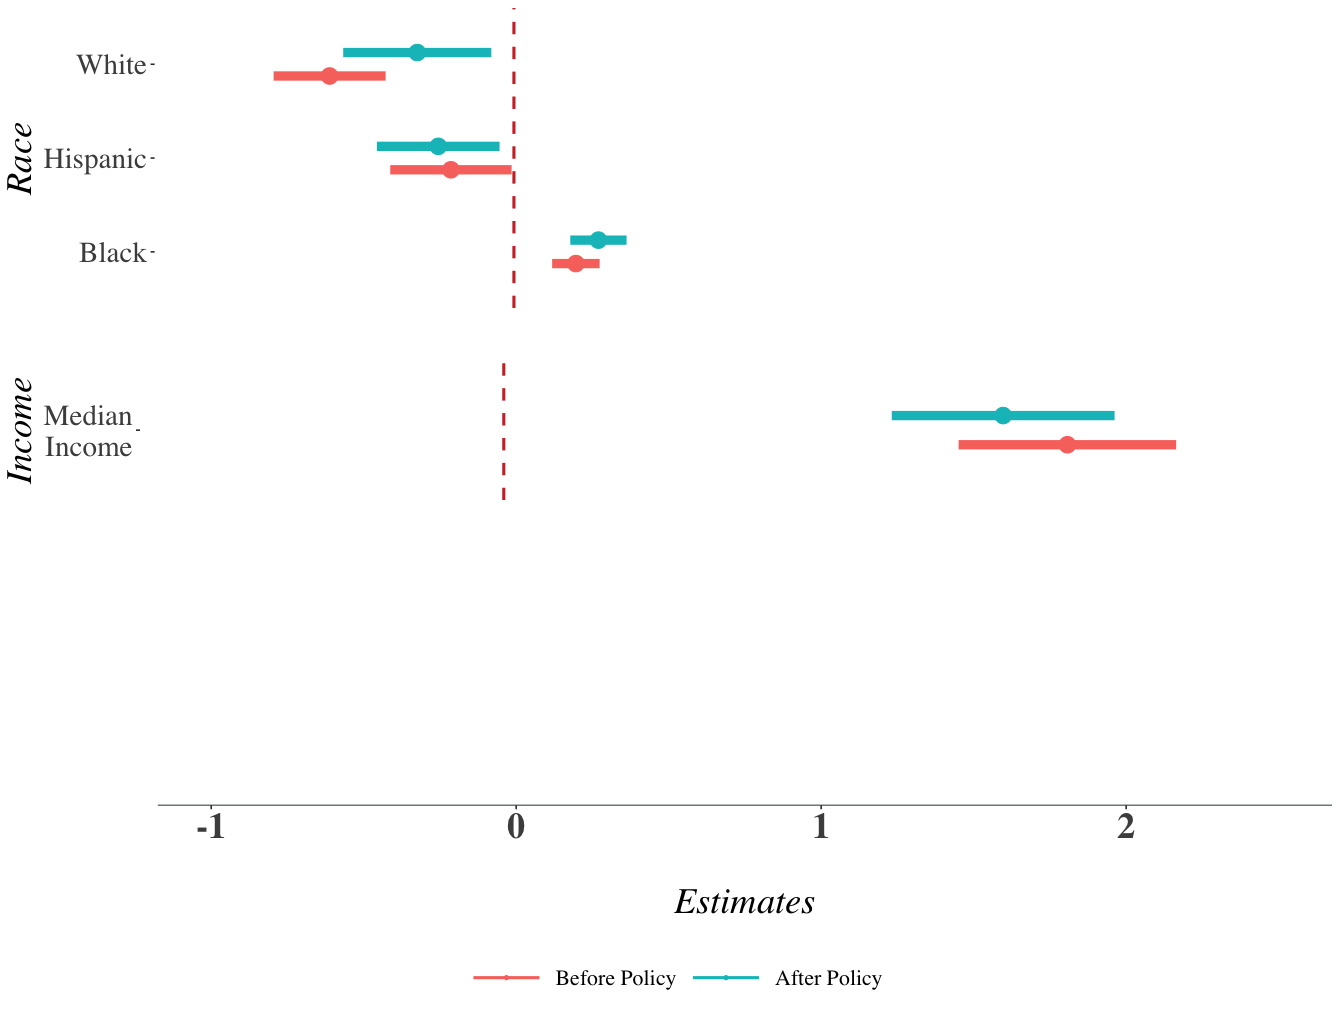 Race
White
Hispanic
Black
Income
Median
Income
-1 0 1 2
Estimates
Before Policy After Policy